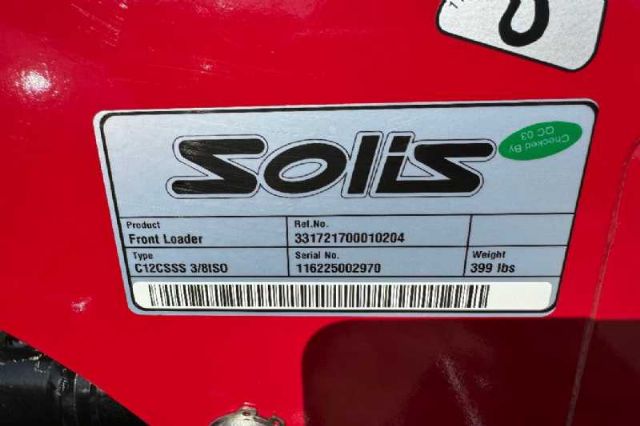 Solis
Checked By
QC 03
Product
Front Loader
Ref.No.
331721700010204
Type
C12CSSS 3/8ISO
Serial No.
116225002970
Weight
399 lbs